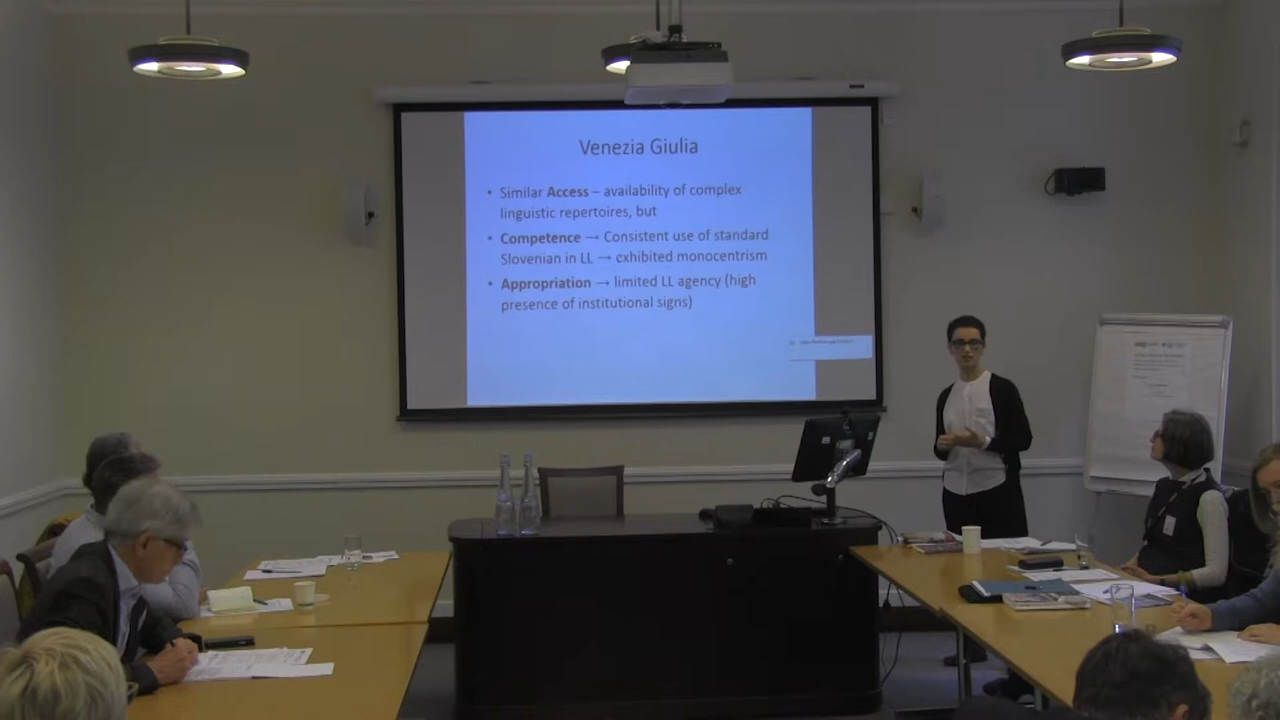 Venezia Giulia
• Similar Access – availability of complex
linguistic repertoires, but
• Competence → Consistent use of standard
Slovenian in LL → exhibited monocentrism
• Appropriation → limited LL agency (high
presence of institutional signs)